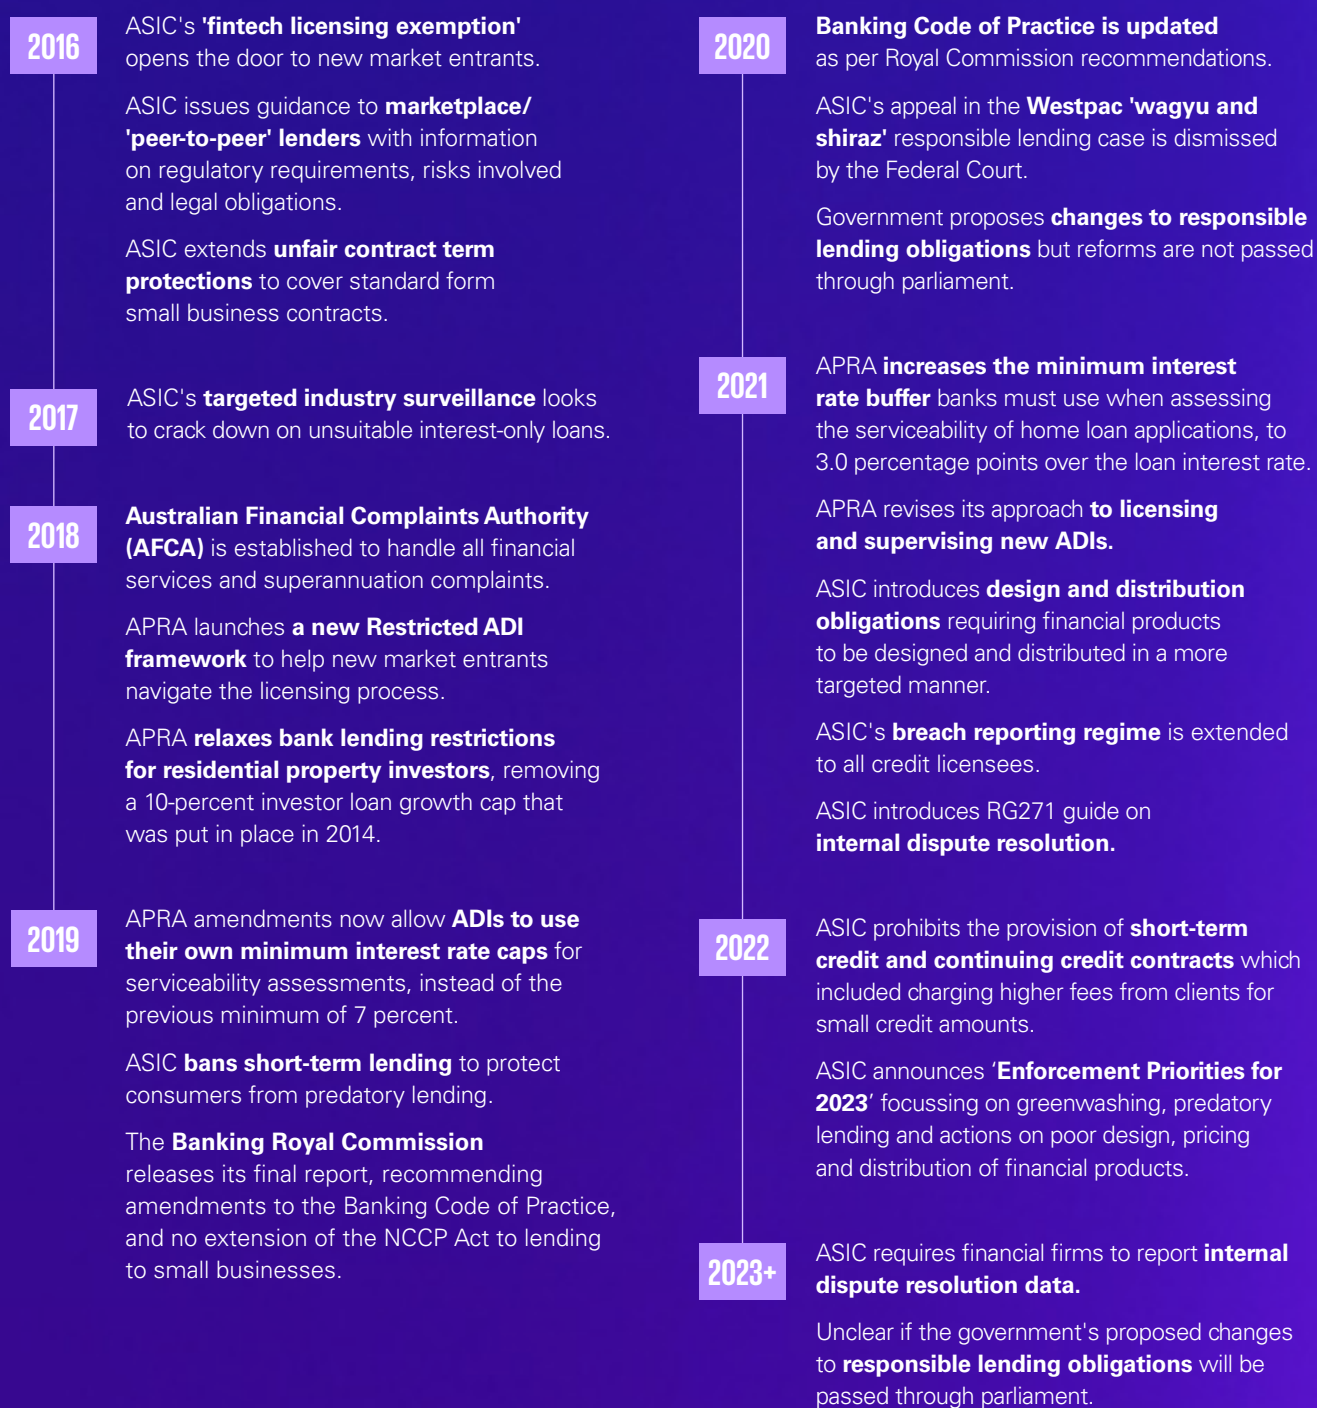 2016
ASIC's 'fintech licensing exemption'
opens the door to new market entrants.
ASIC issues guidance to marketplace/
'peer-to-peer' lenders with information
on regulatory requirements, risks involved
and legal obligations.
ASIC extends unfair contract term
protections to cover standard form
small business contracts.
2017
ASIC's targeted industry surveillance looks
to crack down on unsuitable interest-only loans.
2018
Australian Financial Complaints Authority
(AFCA) is established to handle all financial
services and superannuation complaints.
APRA launches a new Restricted ADI
framework to help new market entrants
navigate the licensing process.
APRA relaxes bank lending restrictions
for residential property investors, removing
a 10-percent investor loan growth cap that
was put in place in 2014.
2019
APRA amendments now allow ADIs to use
their own minimum interest rate caps for
serviceability assessments, instead of the
previous minimum of 7 percent.
ASIC bans short-term lending to protect
consumers from predatory lending.
The Banking Royal Commission
releases its final report, recommending
amendments to the Banking Code of Practice,
and no extension of the NCCP Act to lending
to small businesses.
2020
Banking Code of Practice is updated
as per Royal Commission recommendations.
ASIC's appeal in the Westpac 'wagyu and
shiraz' responsible lending case is dismissed
by the Federal Court.
Government proposes changes to responsible
lending obligations but reforms are not passed
through parliament.
2021
APRA increases the minimum interest
rate buffer banks must use when assessing
the serviceability of home loan applications, to
3.0 percentage points over the loan interest rate.
APRA revises its approach to licensing
and supervising new ADIs.
ASIC introduces design and distribution
obligations requiring financial products
to be designed and distributed in a more
targeted manner.
ASIC's breach reporting regime is extended
to all credit licensees.
ASIC introduces RG271 guide on
internal dispute resolution.
2022
ASIC prohibits the provision of short-term
credit and continuing credit contracts which
included charging higher fees from clients for
small credit amounts.
ASIC announces ‘Enforcement Priorities for
2023’ focussing on greenwashing, predatory
lending and actions on poor design, pricing
and distribution of financial products.
2023+
ASIC requires financial firms to report internal
dispute resolution data.
Unclear if the government's proposed changes
to responsible lending obligations will be
passed through parliament.